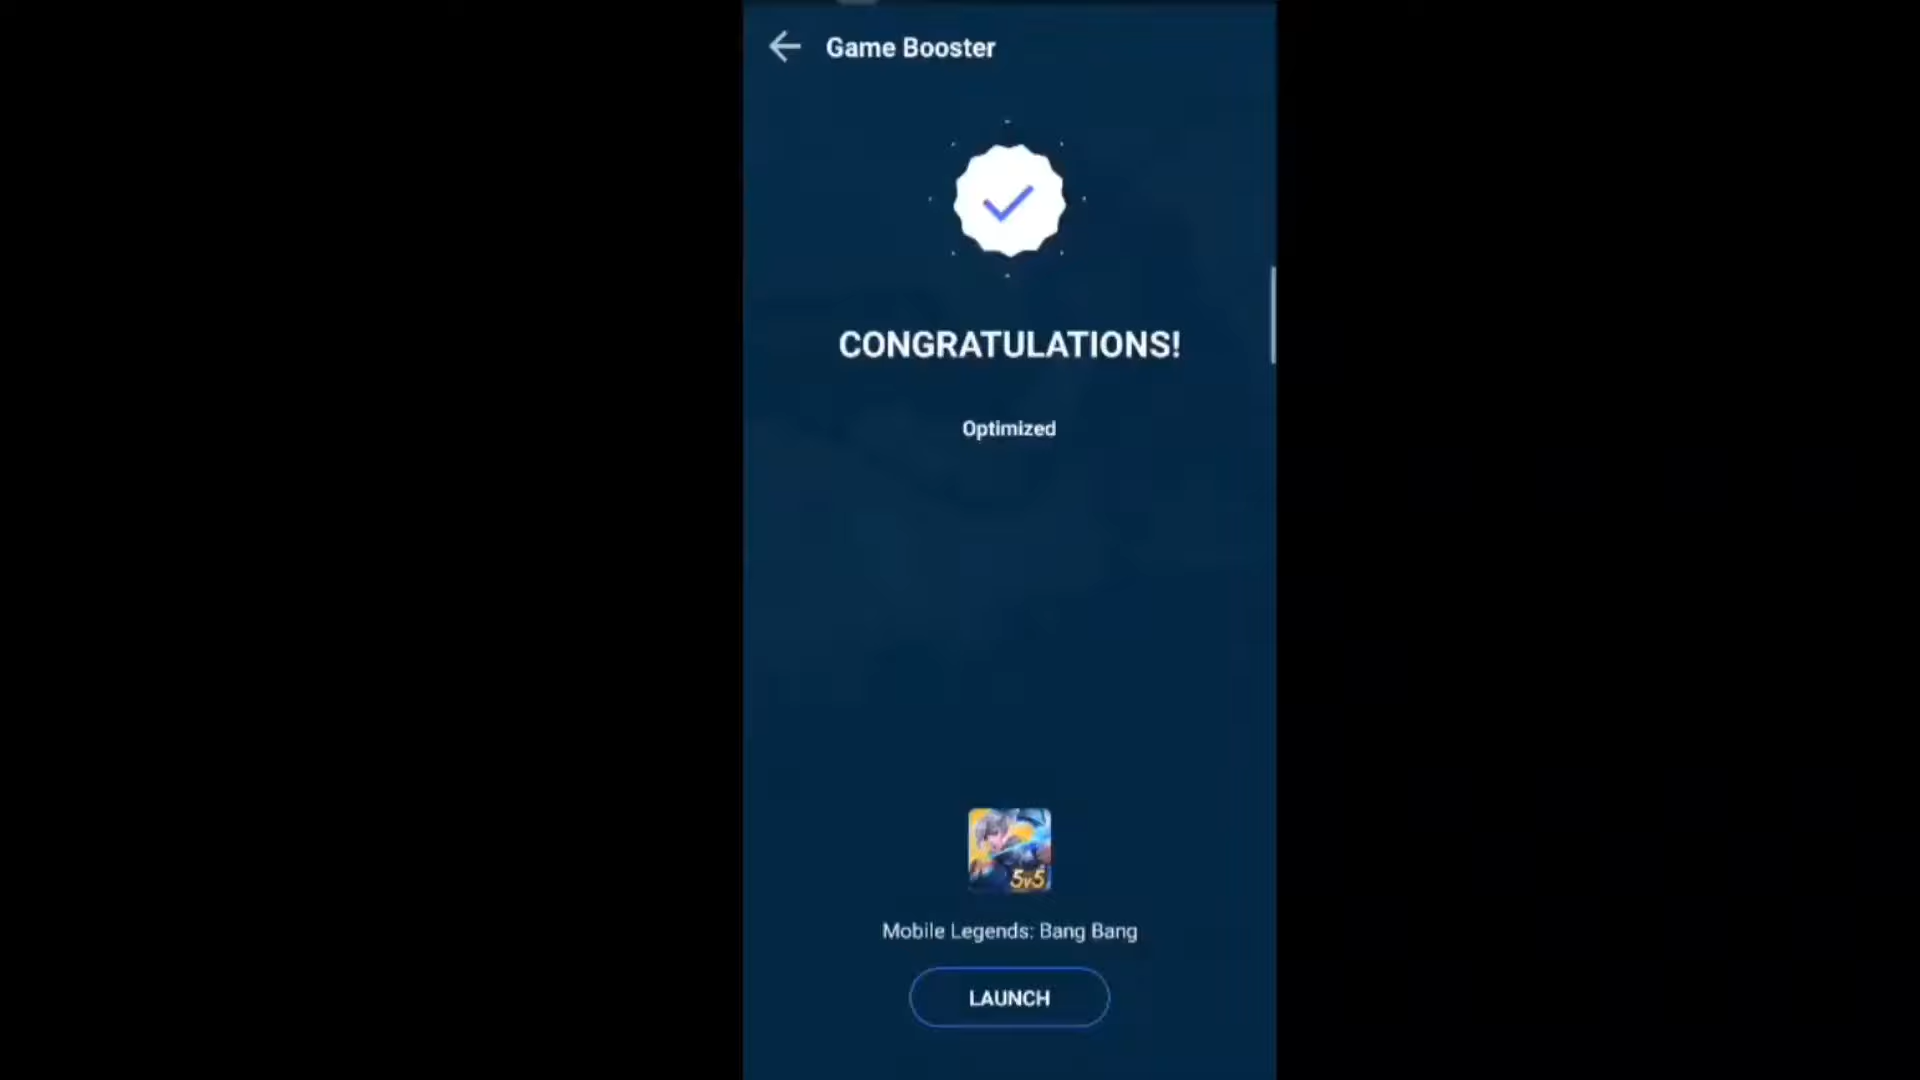 Game Booster
CONGRATULATIONS!
Optimized
5v5
Mobile Legends: Bang Bang
LAUNCH